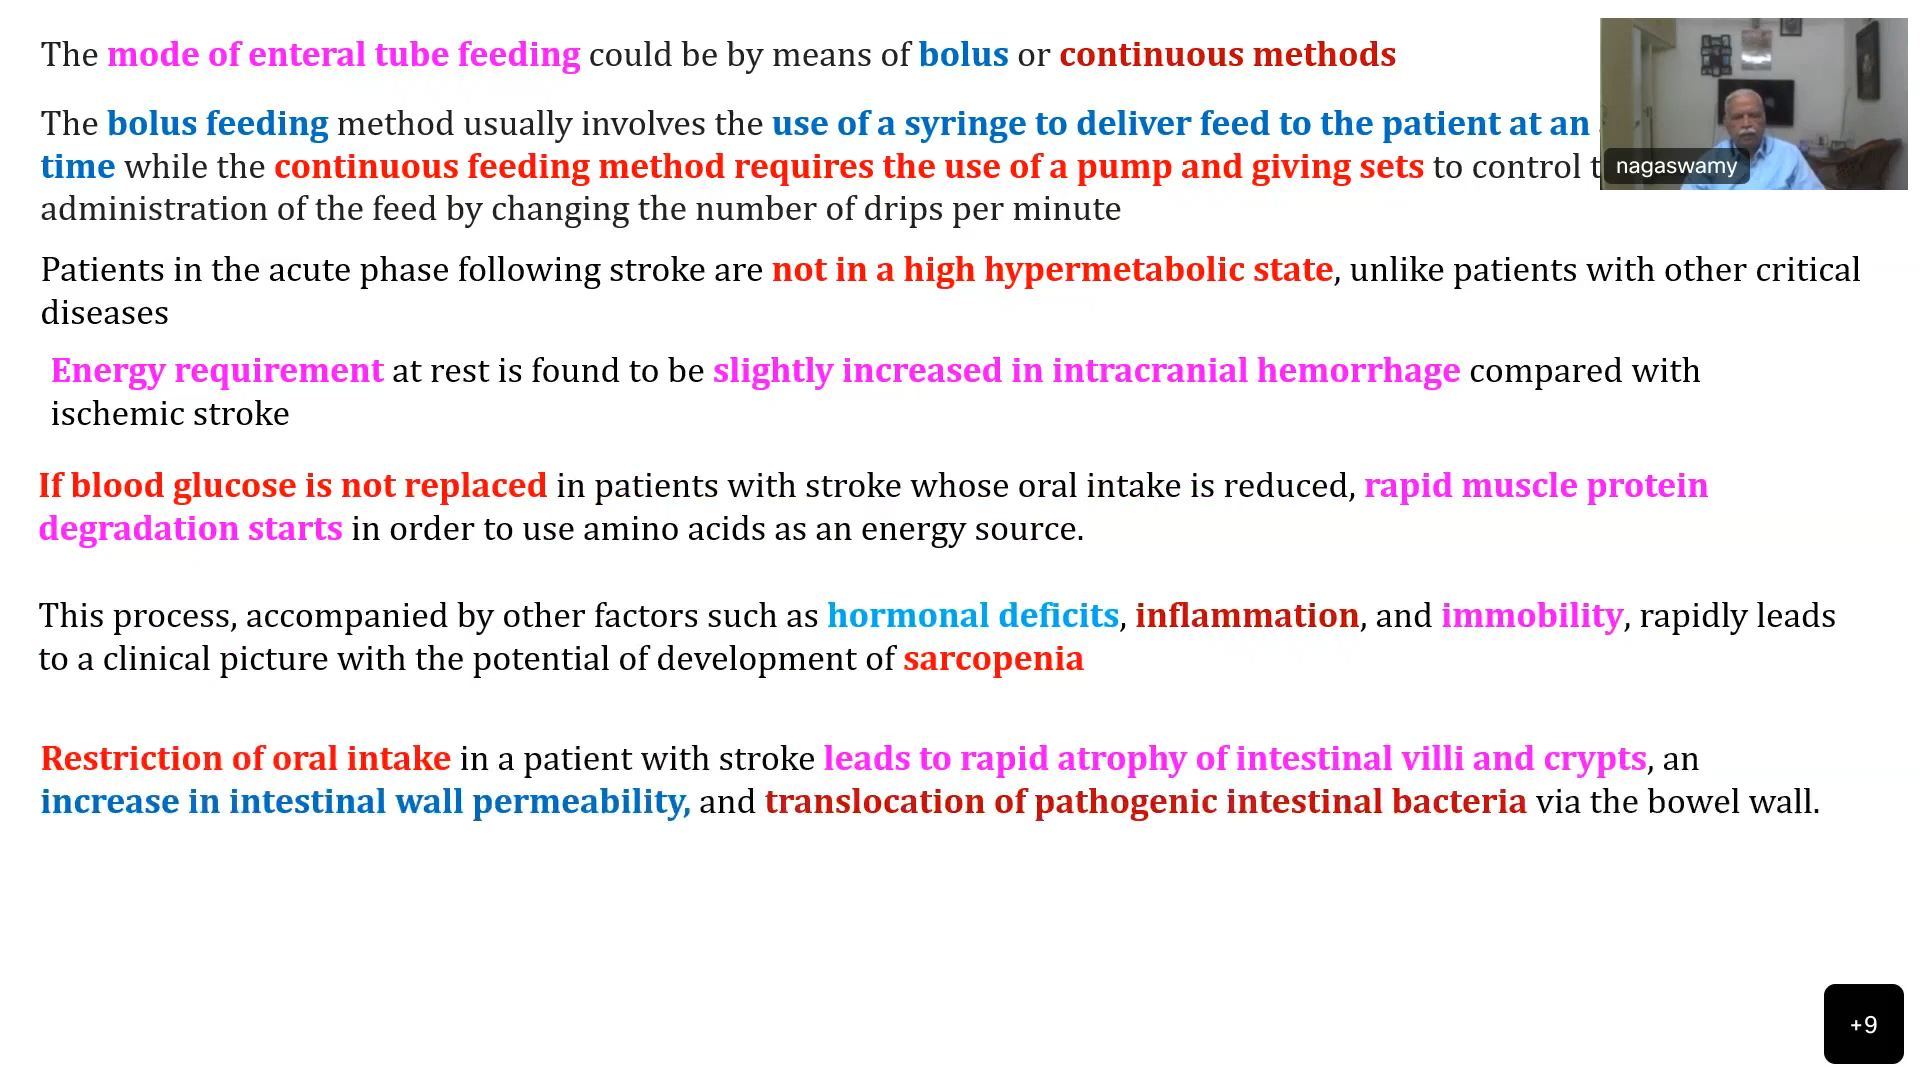 The mode of enteral tube feeding could be by means of bolus or continuous methods
The bolus feeding method usually involves the use of a syringe to deliver feed to the patient at an
time while the continuous feeding method requires the use of a pump and giving sets to control
administration of the feed by changing the number of drips per minute
nagaswamy
Patients in the acute phase following stroke are not in a high hypermetabolic state, unlike patients with other critical
diseases
Energy requirement at rest is found to be slightly increased in intracranial hemorrhage compared with
ischemic stroke
If blood glucose is not replaced in patients with stroke whose oral intake is reduced, rapid muscle protein
degradation starts in order to use amino acids as an energy source.
This process, accompanied by other factors such as hormonal deficits, inflammation, and immobility, rapidly leads
to a clinical picture with the potential of development of sarcopenia
Restriction of oral intake in a patient with stroke leads to rapid atrophy of intestinal villi and crypts, an
increase in intestinal wall permeability, and translocation of pathogenic intestinal bacteria via the bowel wall.
+9